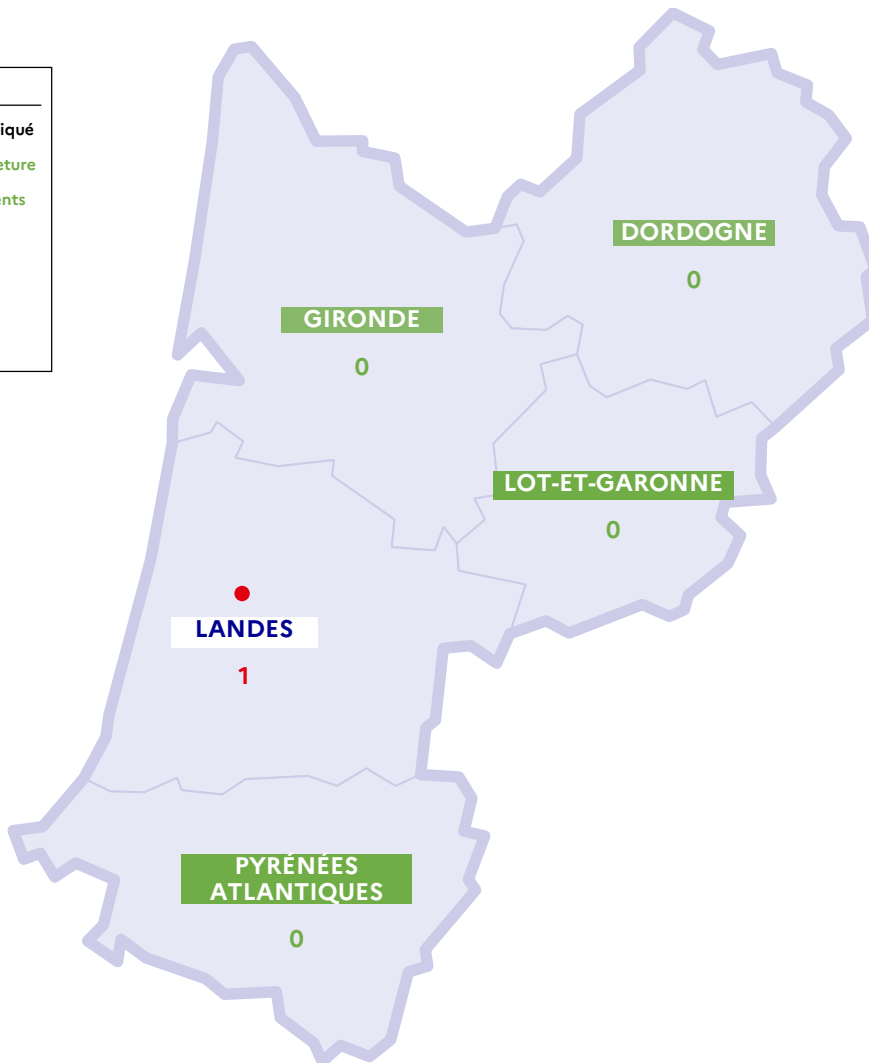 iqué
eture
ents
DORDOGNE
0
GIRONDE
0
LOT-ET-GARONNE
0
LANDES
1
PYRÉNÉES
ATLANTIQUES
0